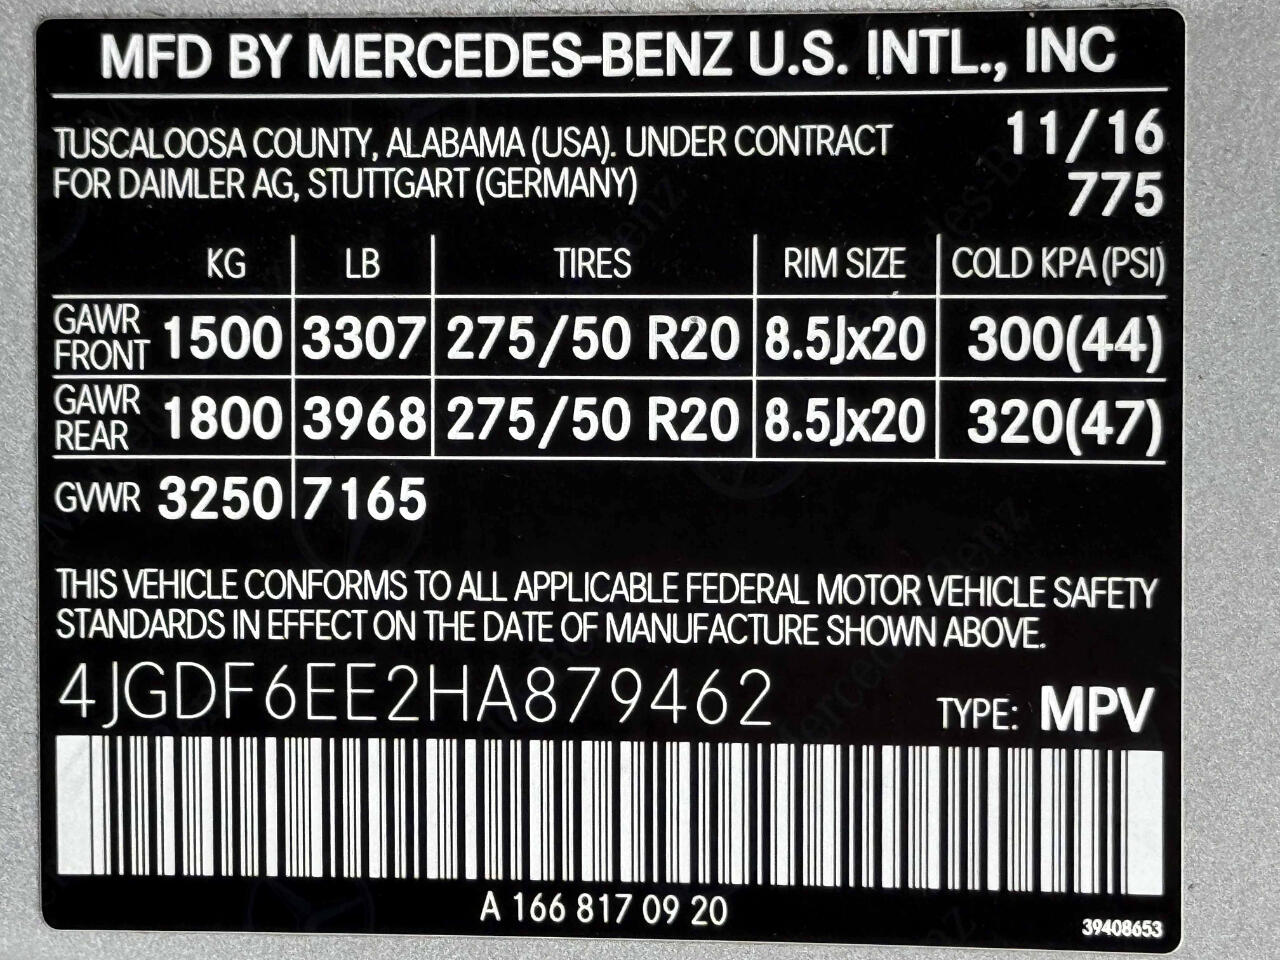 MFD BY MERCEDES-BENZ U.S. INTL., INC
TUSCALOOSA COUNTY, ALABAMA (USA). UNDER CONTRACT
FOR DAIMLER AG, STUTTGART (GERMANY)
11/16
775
KG LB TIRES RIM SIZE COLD KPA (PSI)
GAWR FRONT 1500 3307 275/50 R20 8.5Jx20 300(44)
GAWR REAR 1800 3968 275/50 R20 8.5Jx20 320(47)
GVWR 3250 7165
THIS VEHICLE CONFORMS TO ALL APPLICABLE FEDERAL MOTOR VEHICLE SAFETY
STANDARDS IN EFFECT ON THE DATE OF MANUFACTURE SHOWN ABOVE.
4JGDF6EE2HA879462
TYPE: MPV
A 166 817 09 20
39408653